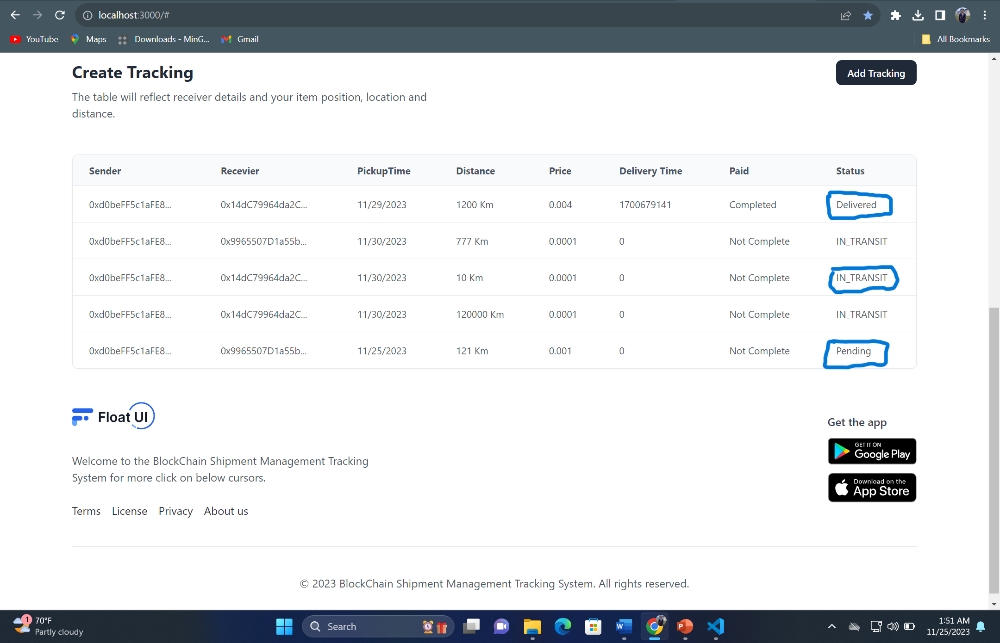 localhost:3000/#
YouTube Maps Downloads - MinG... Gmail All Bookmarks
Create Tracking Add Tracking
The table will reflect receiver details and your item position, location and
distance.
Sender Recevier PickupTime Distance Price Delivery Time Paid Status
0xd0beFF5c1aFE8... 0x14dC79964da2C... 11/29/2023 1200 Km 0.004 1700679141 Completed Delivered
0xd0beFF5c1aFE8... 0x9965507D1a55b... 11/30/2023 777 Km 0.0001 0 Not Complete IN_TRANSIT
0xd0beFF5c1aFE8... 0x14dC79964da2C... 11/30/2023 10 Km 0.0001 0 Not Complete IN_TRANSIT
0xd0beFF5c1aFE8... 0x14dC79964da2C... 11/30/2023 120000 Km 0.0001 0 Not Complete IN_TRANSIT
0xd0beFF5c1aFE8... 0x9965507D1a55b... 11/25/2023 121 Km 0.001 0 Not Complete Pending
Float UI
Get the app
GET IT ON
Google Play
Download on the
App Store
Welcome to the BlockChain Shipment Management Tracking
System for more click on below cursors.
Terms License Privacy About us
© 2023 BlockChain Shipment Management Tracking System. All rights reserved.
1 70°F
Partly cloudy
Search
W P
1:51 AM
11/25/2023